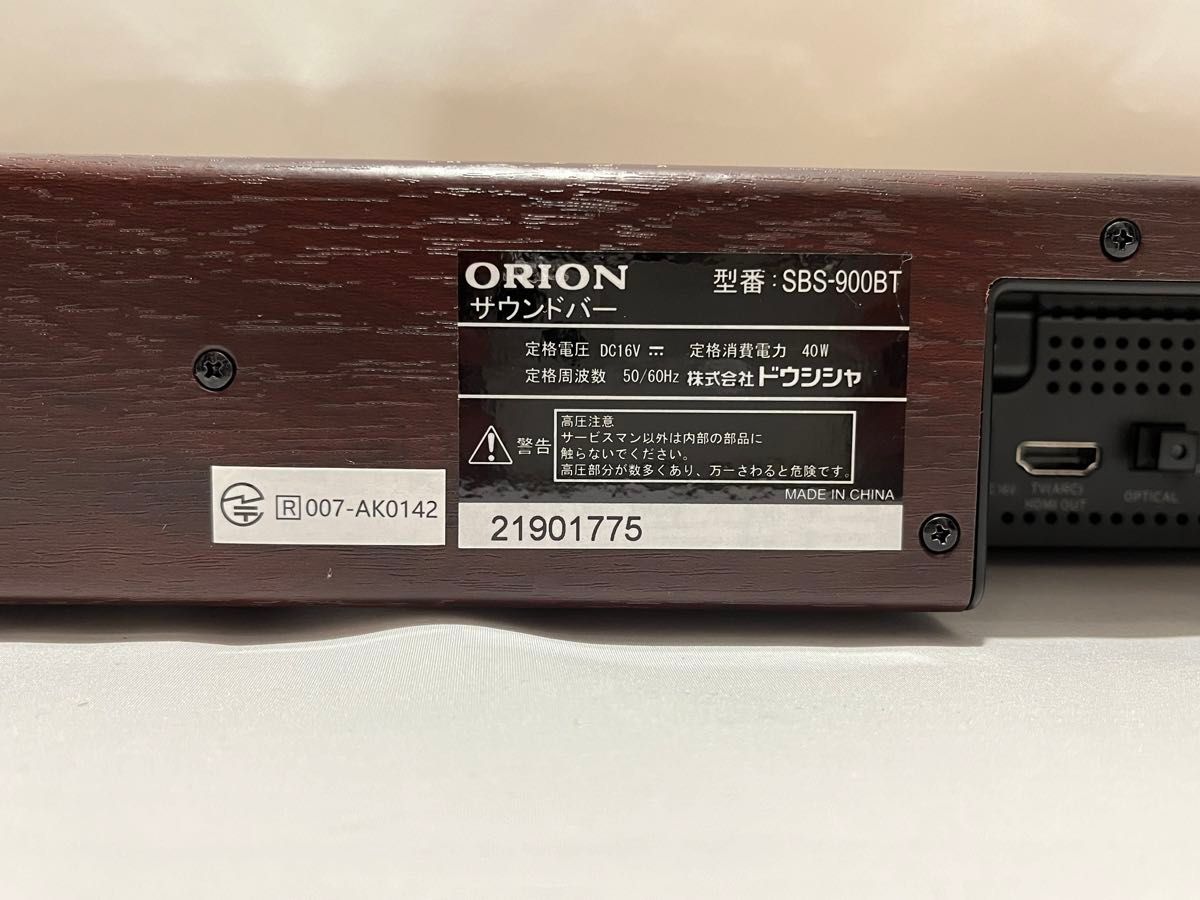 ORION 型番:SBS-900BT
サウンドバー
定格電圧 DC16V 定格消費電力 40W
定格周波数 50/60Hz 株式会社ドウシシャ
警告
高圧注意
サービスマン以外は内部の部品に
触らないでください。
高圧部分が数多くあり、万一さわると危険です。
MADE IN CHINA
21901775
R 007-AK0142
TV(ARC)
HDMI OUT
OPTICAL